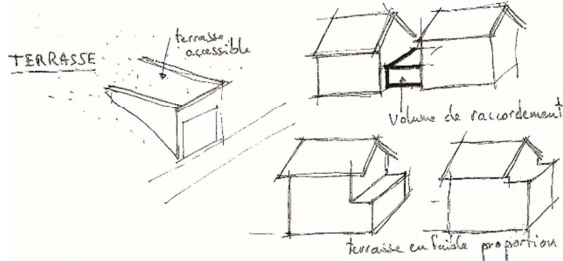 TERRASSE
terrasse
accessible
Volume de raccordement
terrasse en faible proportion